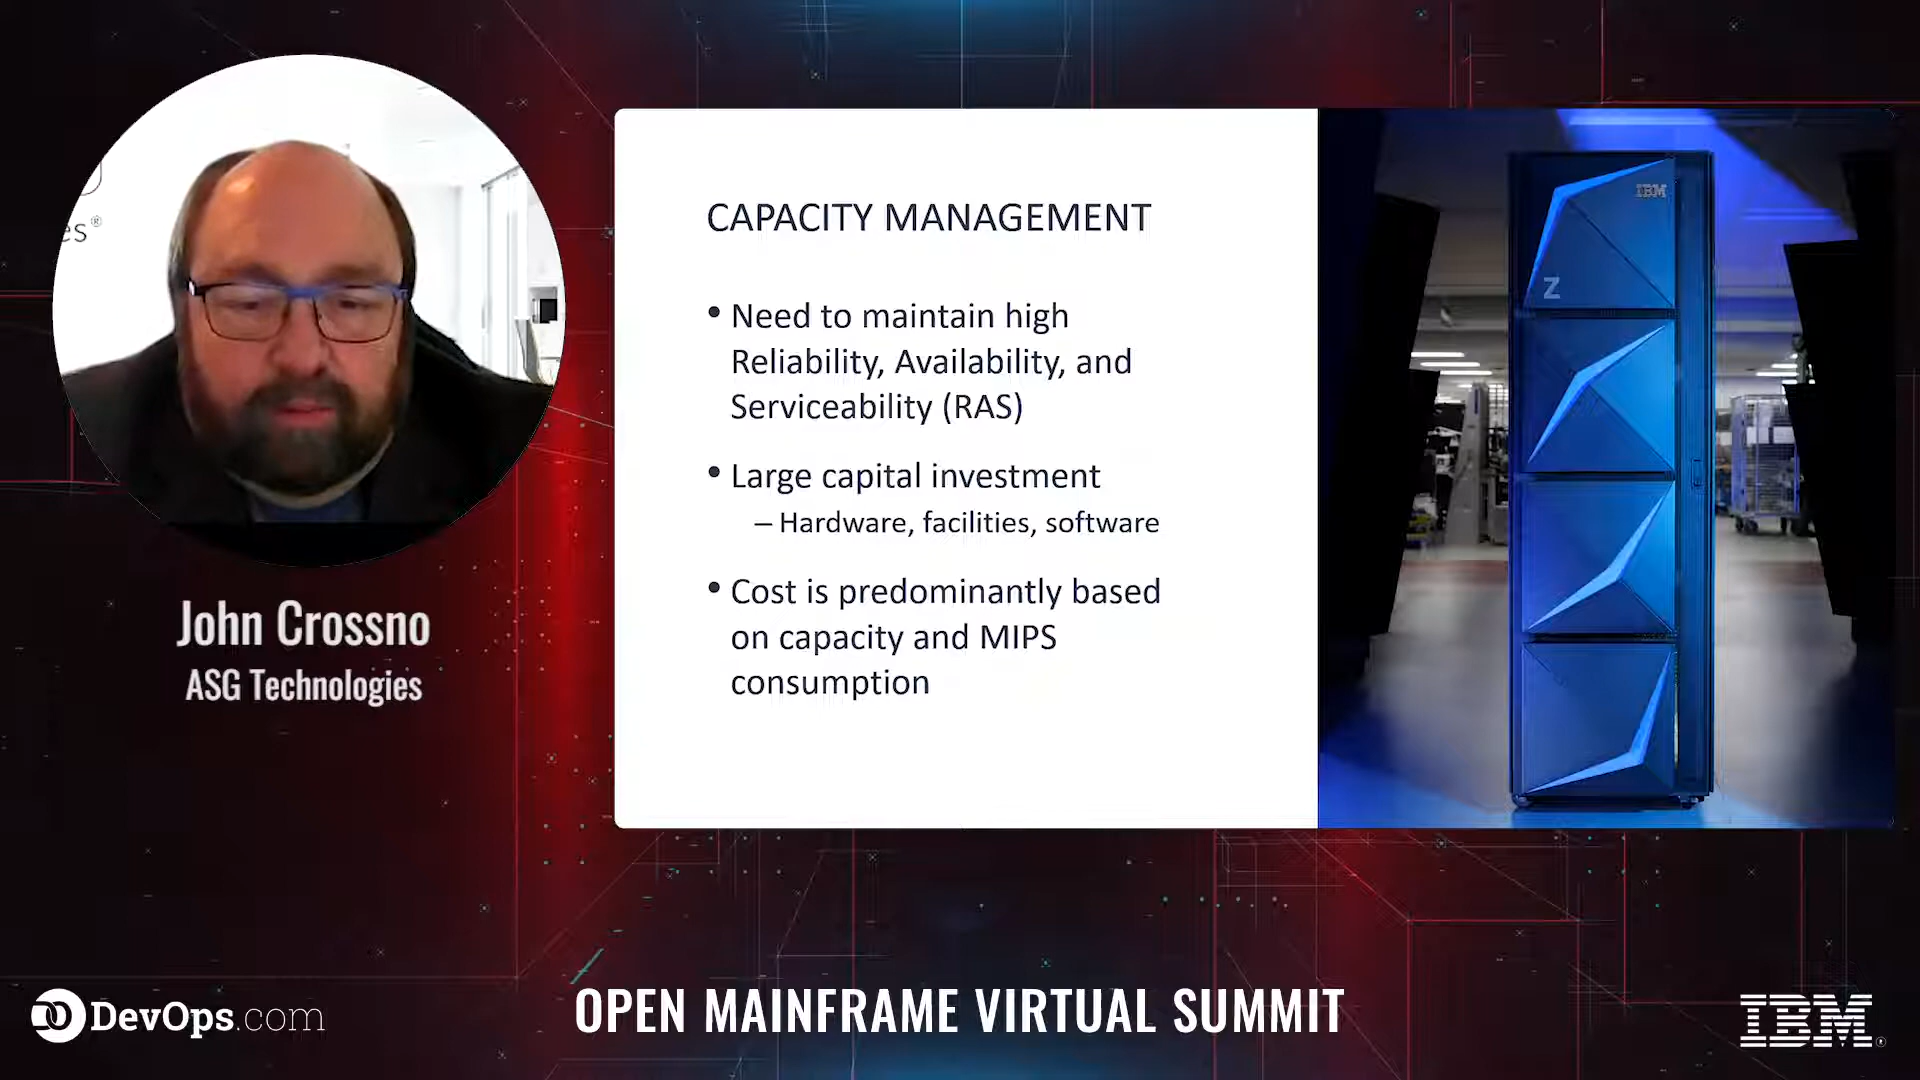 es®
John Crossno
ASG Technologies
CAPACITY MANAGEMENT
• Need to maintain high
Reliability, Availability, and
Serviceability (RAS)
• Large capital investment
– Hardware, facilities, software
• Cost is predominantly based
on capacity and MIPS
consumption
IBM
Z
DevOps.com
OPEN MAINFRAME VIRTUAL SUMMIT
IBM®